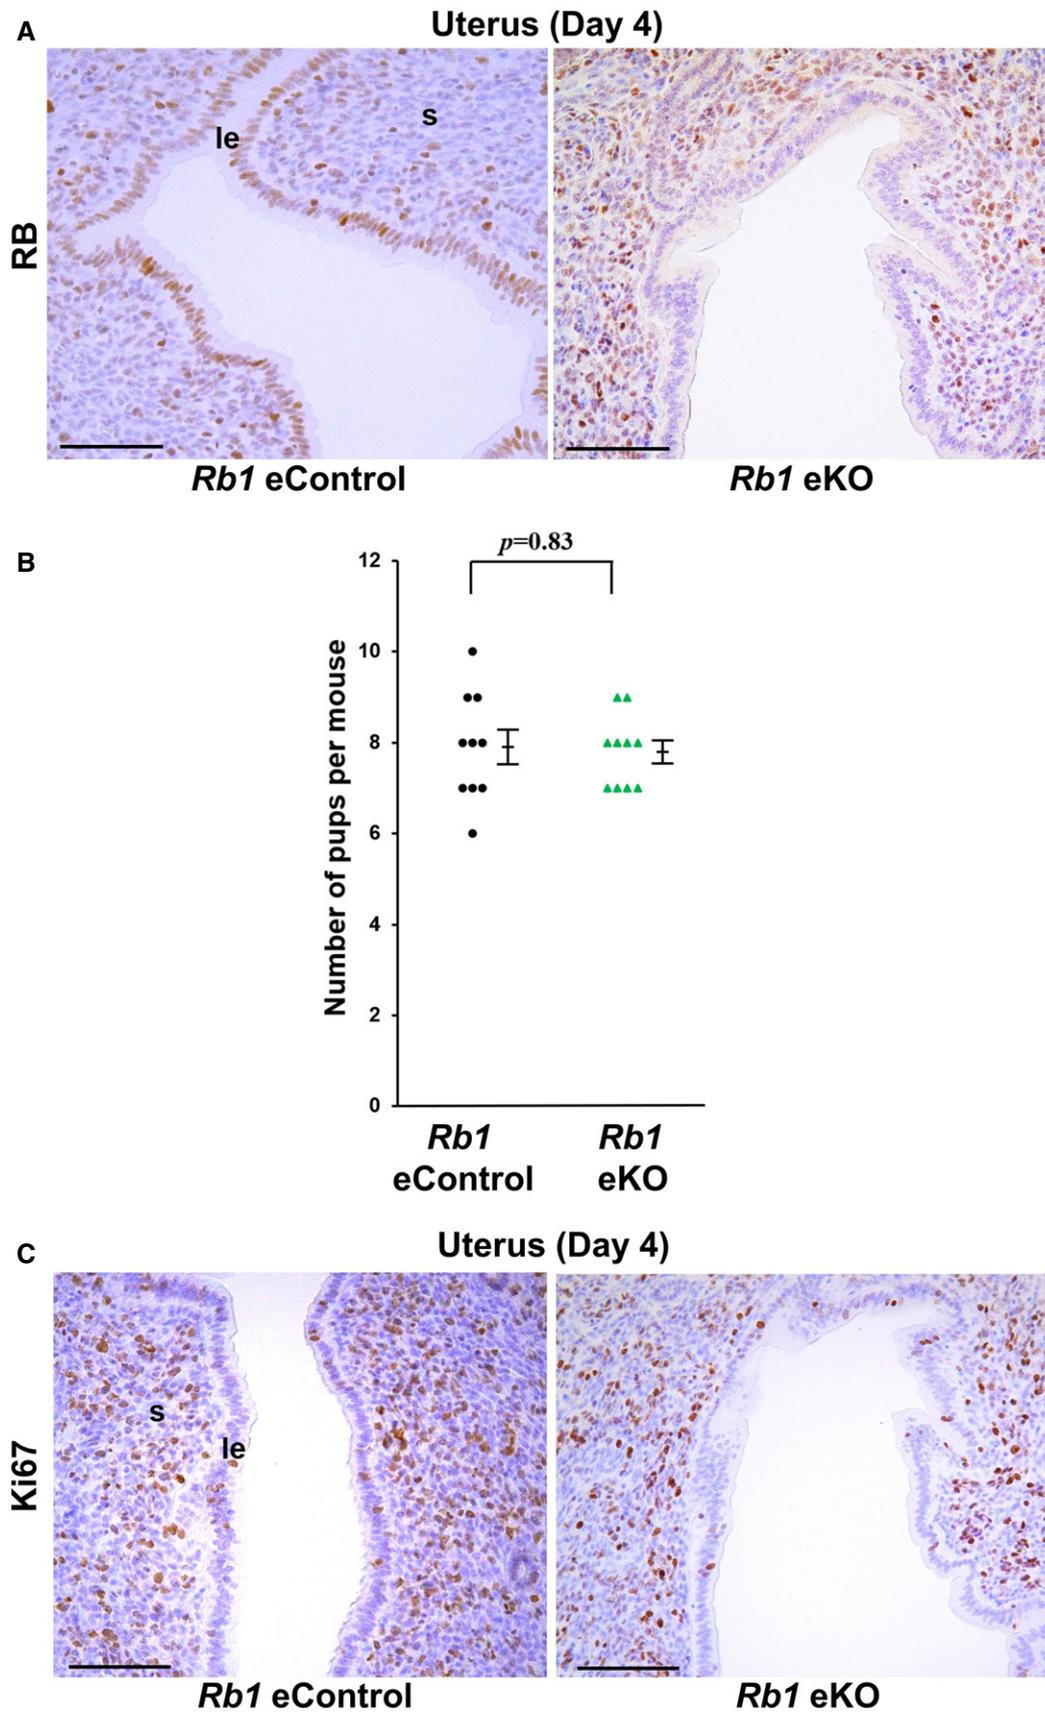 A
Uterus (Day 4)
RB
le
s
Rb1 eControl
Rb1 eKO
B
p=0.83
Number of pups per mouse
12
10
8
6
4
2
0
Rb1
eControl
Rb1
eKO
C
Uterus (Day 4)
Ki67
s
le
Rb1 eControl
Rb1 eKO